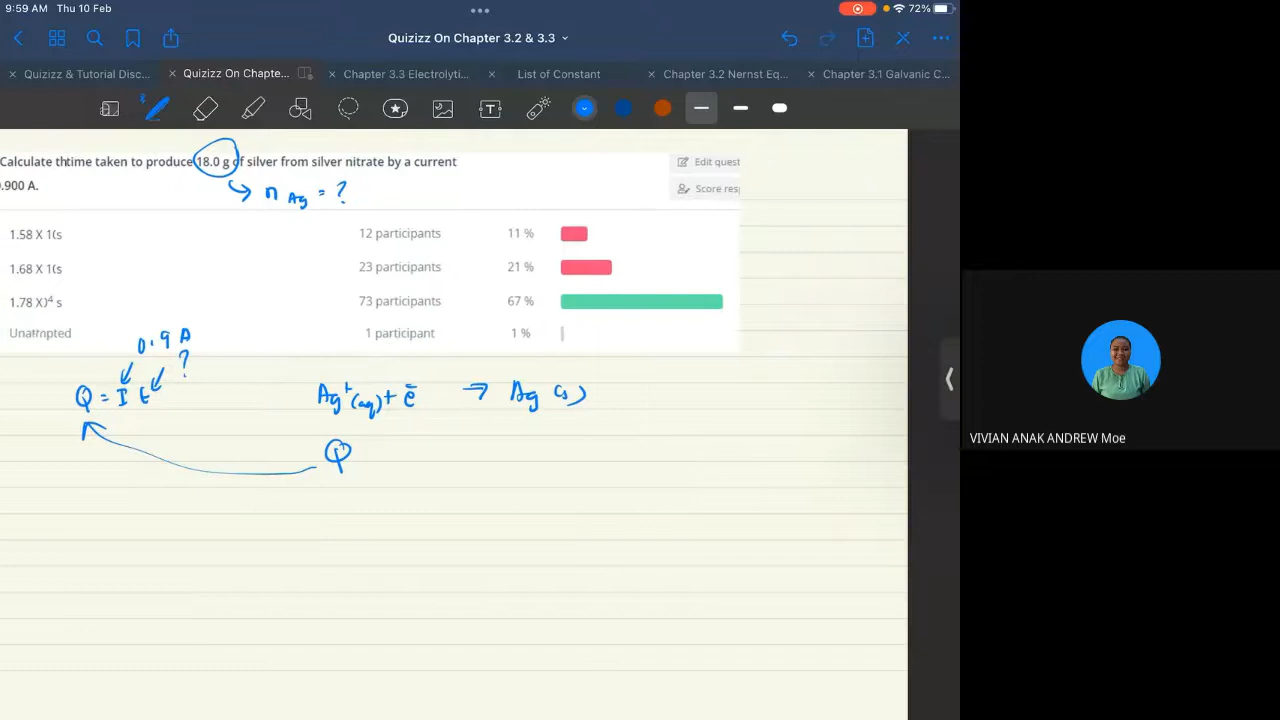 9:59 AM Thu 10 Feb
72%
Quizizz On Chapter 3.2 & 3.3
Quizizz & Tutorial Disc...
Quizizz On Chapte...
Chapter 3.3 Electrolyti...
List of Constant
Chapter 3.2 Nernst Eq...
Chapter 3.1 Galvanic C...
Calculate th time taken to produce 18.0 g of silver from silver nitrate by a current
0.900 A.
Edit quest
Score resp
n Ag = ?
1.58 X 1(s 12 participants 11 %
1.68 X 1(s 23 participants 21 %
1.78 X)⁴ s 73 participants 67 %
Unattmpted 1 participant 1 %
0.9 A
?
Q = I t
Ag⁺(aq) + ē → Ag (s)
Q
VIVIAN ANAK ANDREW Moe